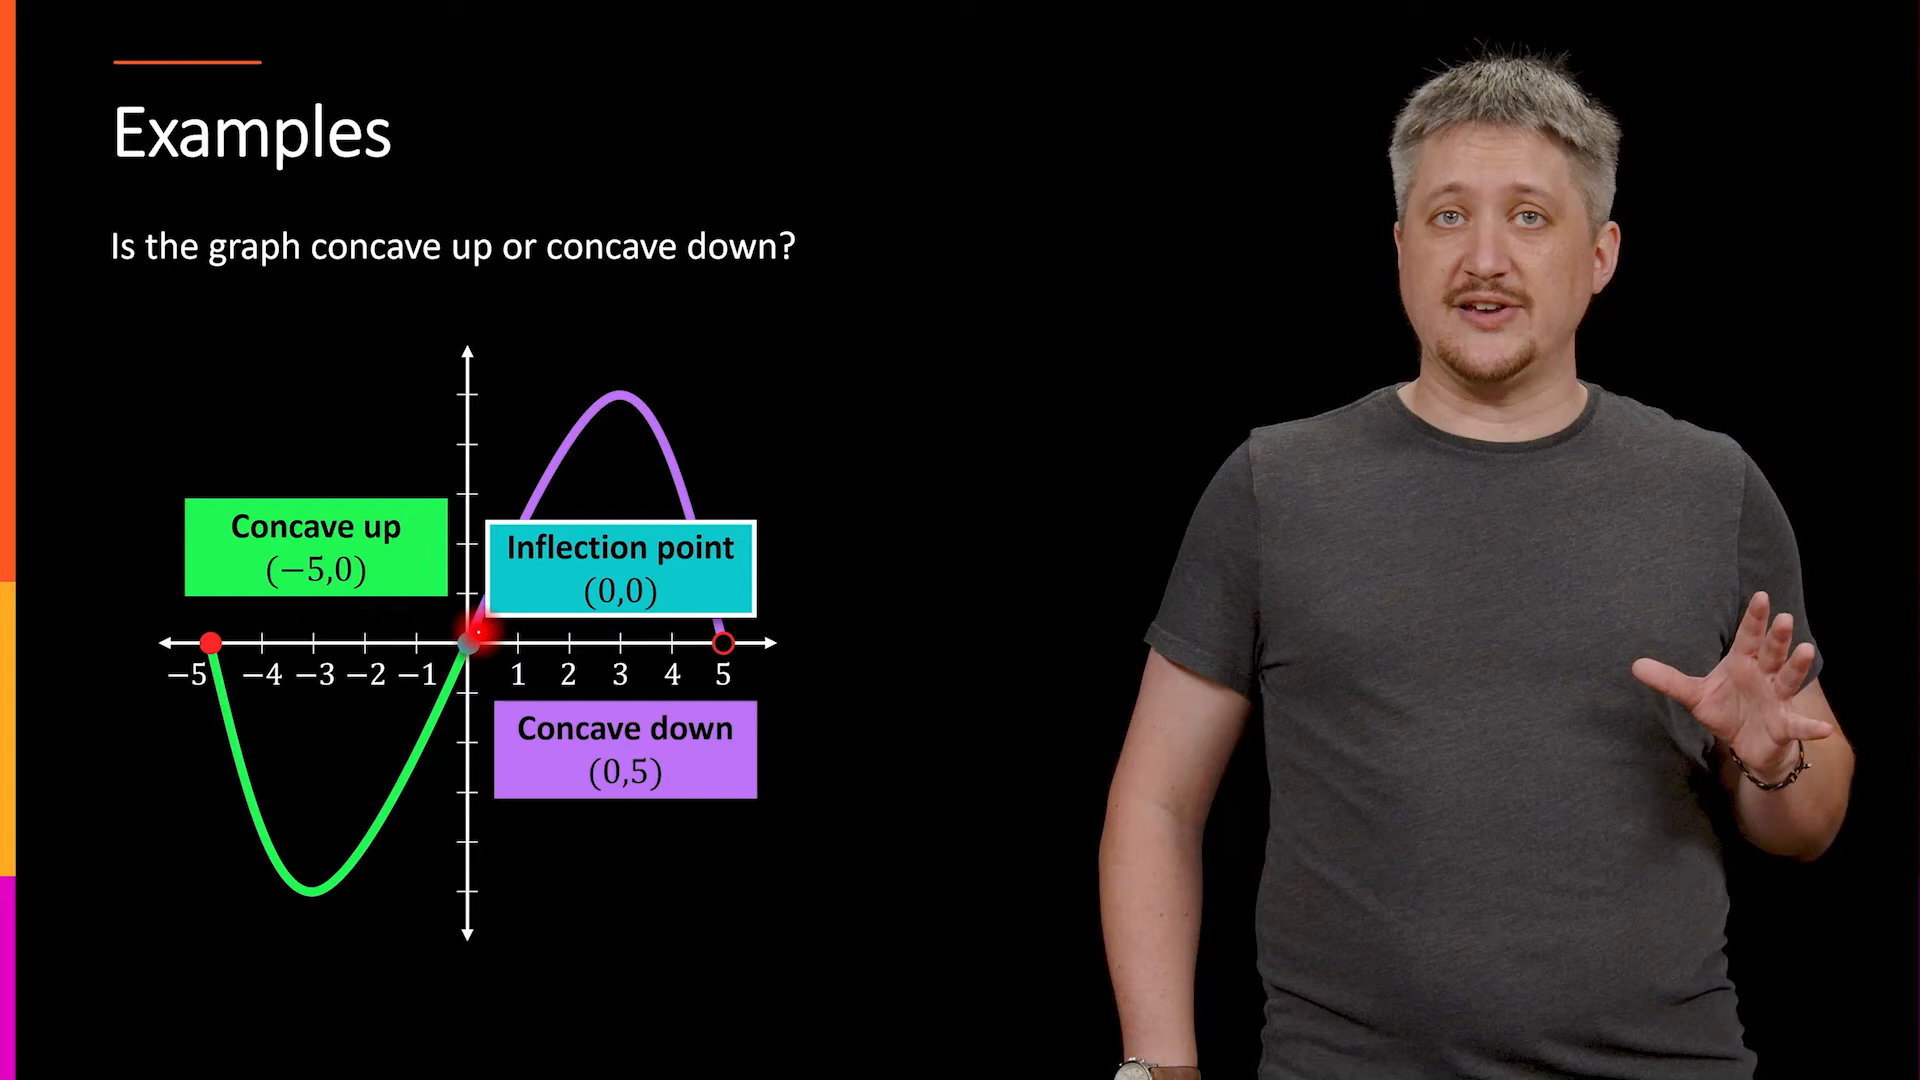 Examples
Is the graph concave up or concave down?
Concave up
(−5,0)
Inflection point
(0,0)
−5 −4 −3 −2 −1 1 2 3 4 5
Concave down
(0,5)